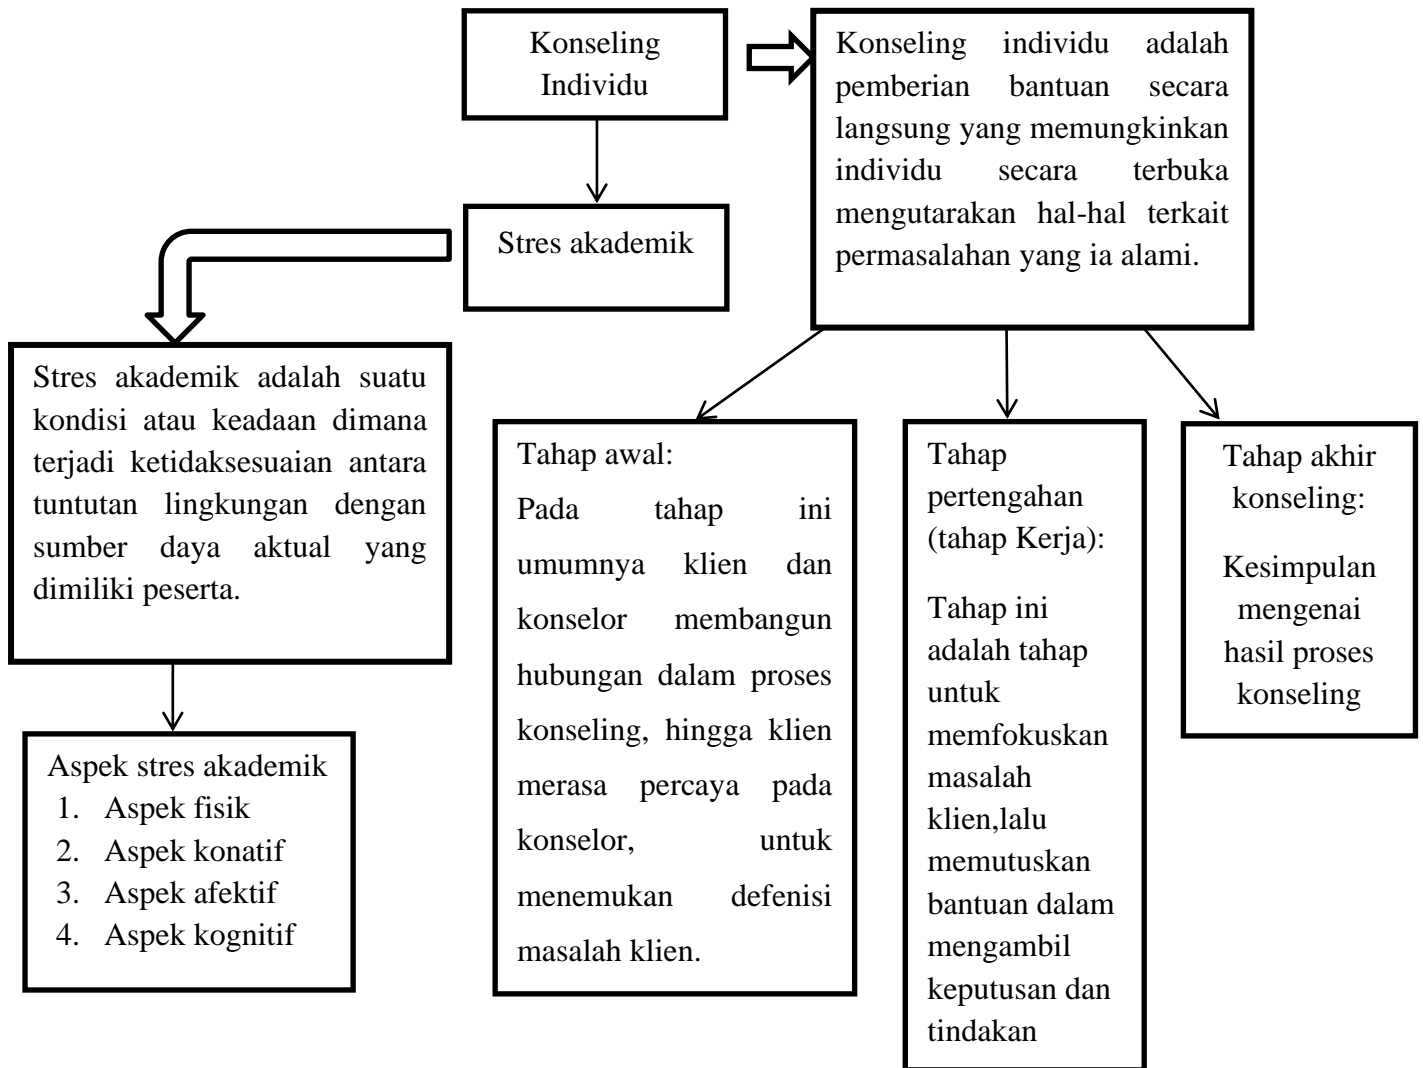 Konseling
Individu
Konseling individu adalah
pemberian bantuan secara
langsung yang memungkinkan
individu secara terbuka
mengutarakan hal-hal terkait
permasalahan yang ia alami.
Stres akademik
Stres akademik adalah suatu
kondisi atau keadaan dimana
terjadi ketidaksesuaian antara
tuntutan lingkungan dengan
sumber daya aktual yang
dimiliki peserta.
Aspek stres akademik
1. Aspek fisik
2. Aspek konatif
3. Aspek afektif
4. Aspek kognitif
Tahap awal:
Pada tahap ini
umumnya klien dan
konselor membangun
hubungan dalam proses
konseling, hingga klien
merasa percaya pada
konselor, untuk
menemukan defenisi
masalah klien.
Tahap
pertengahan
(tahap Kerja):
Tahap ini
adalah tahap
untuk
memfokuskan
masalah
klien,lalu
memutuskan
bantuan dalam
mengambil
keputusan dan
tindakan
Tahap akhir
konseling:
Kesimpulan
mengenai
hasil proses
konseling